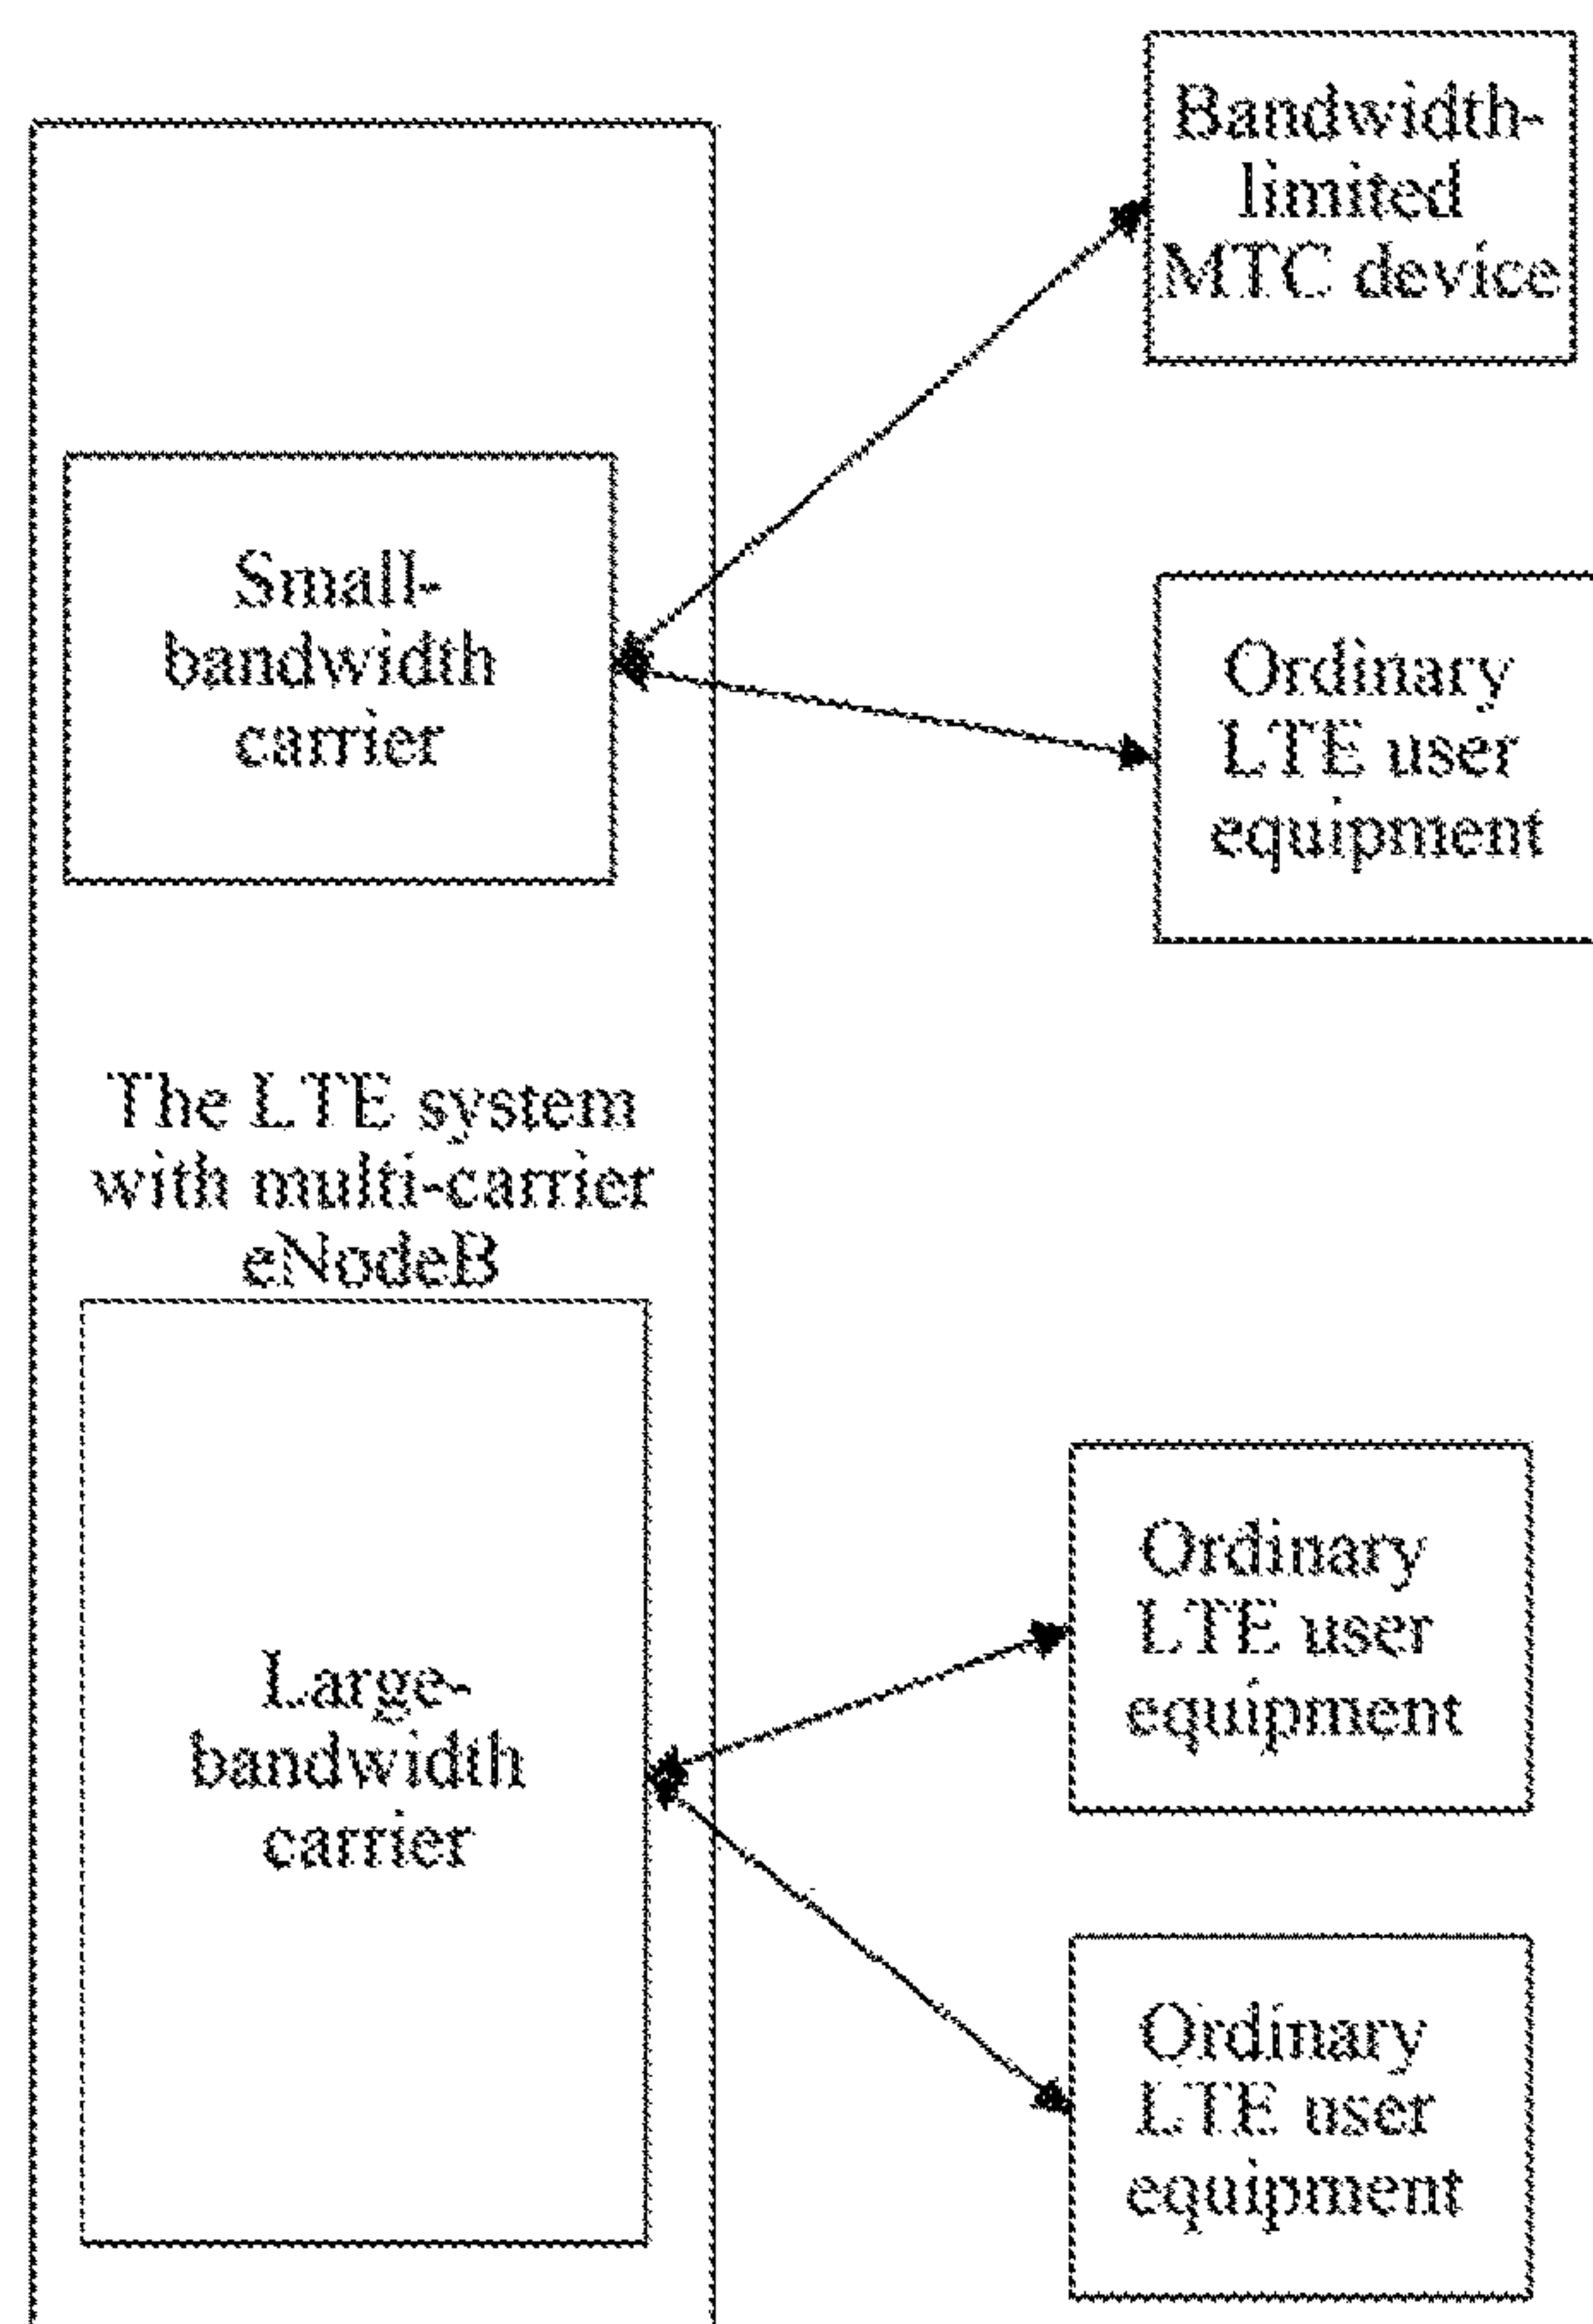 Bandwidth-
limited
MTC device
Small-
bandwidth
carrier
Ordinary
LTE user
equipment
The LTE system
with multi-carrier
eNodeB
Large-
bandwidth
carrier
Ordinary
LTE user
equipment
Ordinary
LTE user
equipment